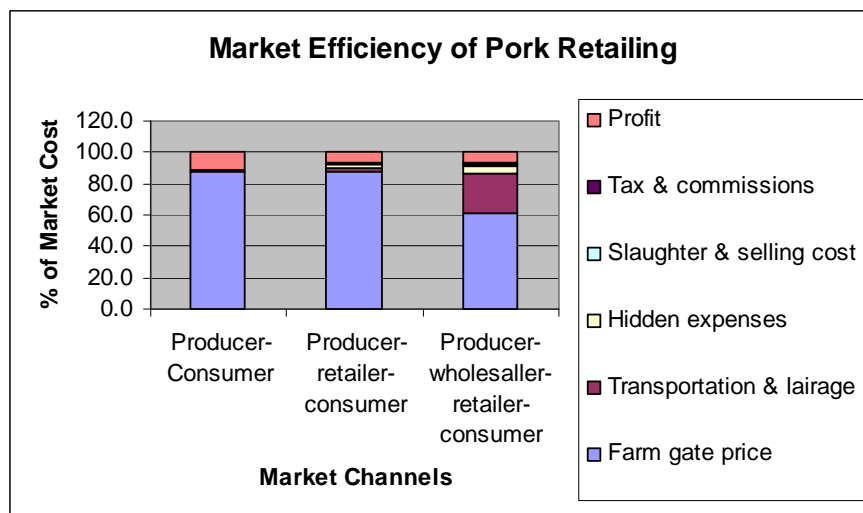 Market Efficiency of Pork Retailing
% of Market Cost
120.0
100.0
80.0
60.0
40.0
20.0
0.0
Producer-
Consumer
Producer-
retailer-
consumer
Producer-
wholesaller-
retailer-
consumer
Market Channels
Profit
Tax & commissions
Slaughter & selling cost
Hidden expenses
Transportation & lairage
Farm gate price